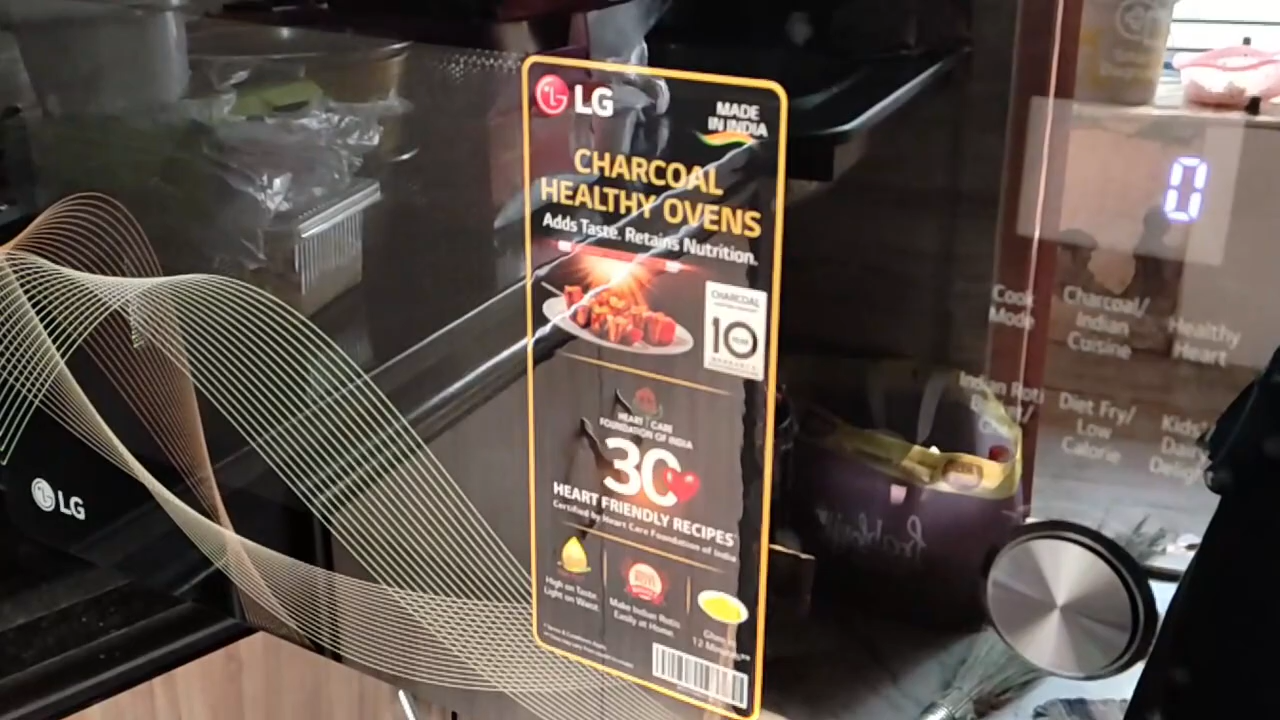 LG
MADE
IN INDIA
CHARCOAL
HEALTHY OVENS
Adds Taste. Retains Nutrition.
CHARCOAL
10
HEART CARE
FOUNDATION OF INDIA
30
HEART FRIENDLY RECIPES
Certified by Heart Care Foundation of India
High on Taste.
Light on Waist.
Make Indian Rotis
Easily at Home.
12
LG
0
Cook
Mode
Charcoal/
Indian
Cuisine
Healthy
Heart
Indian Roti
Diet Fry/
Low
Calorie
Kids'
Dairy
Delight